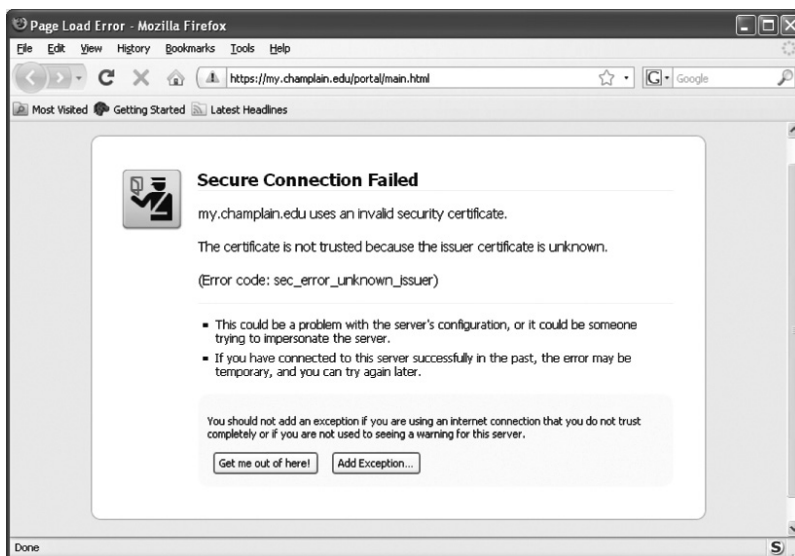 Page Load Error - Mozilla Firefox
File Edit View History Bookmarks Tools Help
https://my.champlain.edu/portal/main.html G Google
Most Visited Getting Started Latest Headlines
Secure Connection Failed
my.champlain.edu uses an invalid security certificate.
The certificate is not trusted because the issuer certificate is unknown.
(Error code: sec_error_unknown_issuer)
This could be a problem with the server's configuration, or it could be someone
trying to impersonate the server.
If you have connected to this server successfully in the past, the error may be
temporary, and you can try again later.
You should not add an exception if you are using an internet connection that you do not trust
completely or if you are not used to seeing a warning for this server.
Get me out of here! Add Exception...
Done S